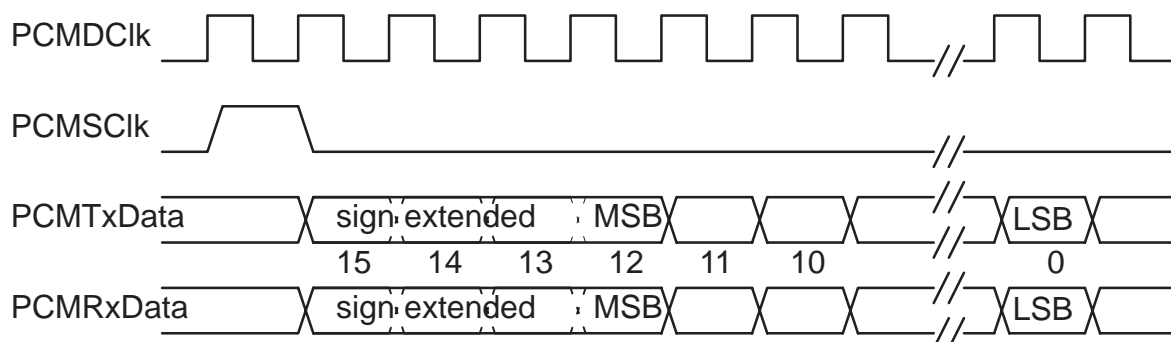 PCMDClk
PCMSClk
PCMTxData sign extended MSB LSB
15 14 13 12 11 10 0
PCMRxData sign extended MSB LSB